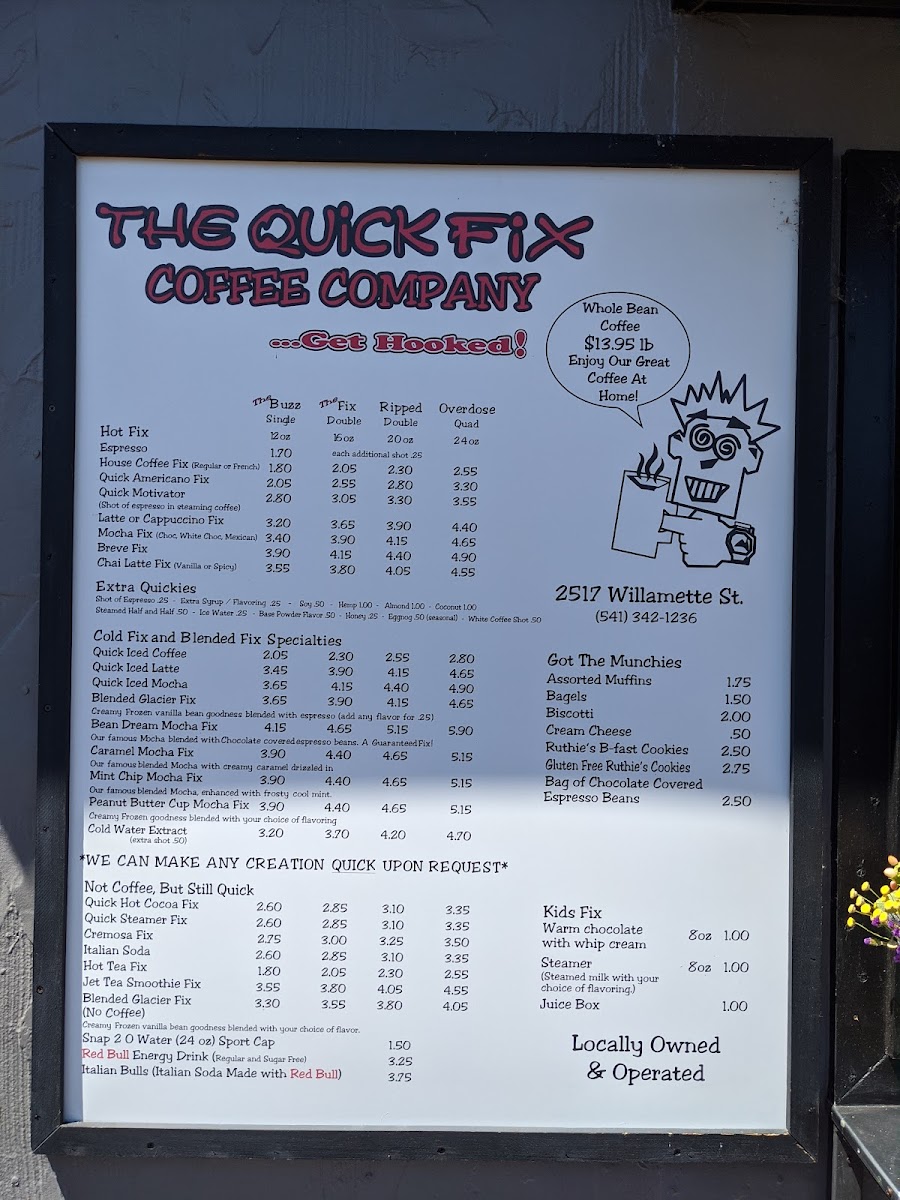 THE QUiCK FiX
COFFEE COMPANY
...Get Hooked!
Whole Bean
Coffee
$13.95 lb
Enjoy Our Great
Coffee At
Home!
The Buzz The Fix Ripped Overdose
Single Double Double Quad
Hot Fix 12 oz 16 oz 20 oz 24 oz
Espresso 1.70 each additional shot .25
House Coffee Fix (Regular or French) 1.80 2.05 2.30 2.55
Quick Americano Fix 2.05 2.55 2.80 3.30
Quick Motivator 2.80 3.05 3.30 3.55
(Shot of espresso in steaming coffee)
Latte or Cappuccino Fix 3.20 3.65 3.90 4.40
Mocha Fix (Choc, White Choc, Mexican) 3.40 3.90 4.15 4.65
Breve Fix 3.90 4.15 4.40 4.90
Chai Latte Fix (Vanilla or Spicy) 3.55 3.80 4.05 4.55
Extra Quickies
Shot of Espresso .25 - Extra Syrup / Flavoring .25 - Soy .50 - Hemp 1.00 - Almond 1.00 - Coconut 1.00
Steamed Half and Half .50 - Ice Water .25 - Base Powder Flavor .50 - Honey .25 - Eggnog .50 (seasonal) - White Coffee Shot .50
2517 Willamette St.
(541) 342-1236
Cold Fix and Blended Fix Specialties
Quick Iced Coffee 2.05 2.30 2.55 2.80
Quick Iced Latte 3.45 3.90 4.15 4.65
Quick Iced Mocha 3.65 4.15 4.40 4.90
Blended Glacier Fix 3.65 3.90 4.15 4.65
Creamy Frozen vanilla bean goodness blended with espresso (add any flavor for .25)
Bean Dream Mocha Fix 4.15 4.65 5.15 5.90
Our famous Mocha blended with Chocolate covered espresso beans. A Guaranteed Fix!
Caramel Mocha Fix 3.90 4.40 4.65 5.15
Our famous blended Mocha with creamy caramel drizzled in
Mint Chip Mocha Fix 3.90 4.40 4.65 5.15
Our famous blended Mocha, enhanced with frosty cool mint.
Peanut Butter Cup Mocha Fix 3.90 4.40 4.65 5.15
Creamy Frozen goodness blended with your choice of flavoring
Cold Water Extract 3.20 3.70 4.20 4.70
(extra shot .50)
Got The Munchies
Assorted Muffins 1.75
Bagels 1.50
Biscotti 2.00
Cream Cheese .50
Ruthie's B-fast Cookies 2.50
Gluten Free Ruthie's Cookies 2.75
Bag of Chocolate Covered
Espresso Beans 2.50
*WE CAN MAKE ANY CREATION QUICK UPON REQUEST*
Not Coffee, But Still Quick
Quick Hot Cocoa Fix 2.60 2.85 3.10 3.35
Quick Steamer Fix 2.60 2.85 3.10 3.35
Cremosa Fix 2.75 3.00 3.25 3.50
Italian Soda 2.60 2.85 3.10 3.35
Hot Tea Fix 1.80 2.05 2.30 2.55
Jet Tea Smoothie Fix 3.55 3.80 4.05 4.55
Blended Glacier Fix 3.30 3.55 3.80 4.05
(No Coffee)
Creamy Frozen vanilla bean goodness blended with your choice of flavor.
Snap 2 O Water (24 oz) Sport Cap 1.50
Red Bull Energy Drink (Regular and Sugar Free) 3.25
Italian Bulls (Italian Soda Made with Red Bull) 3.75
Kids Fix
Warm chocolate
with whip cream 8oz 1.00
Steamer 8oz 1.00
(Steamed milk with your
choice of flavoring.)
Juice Box 1.00
Locally Owned
& Operated